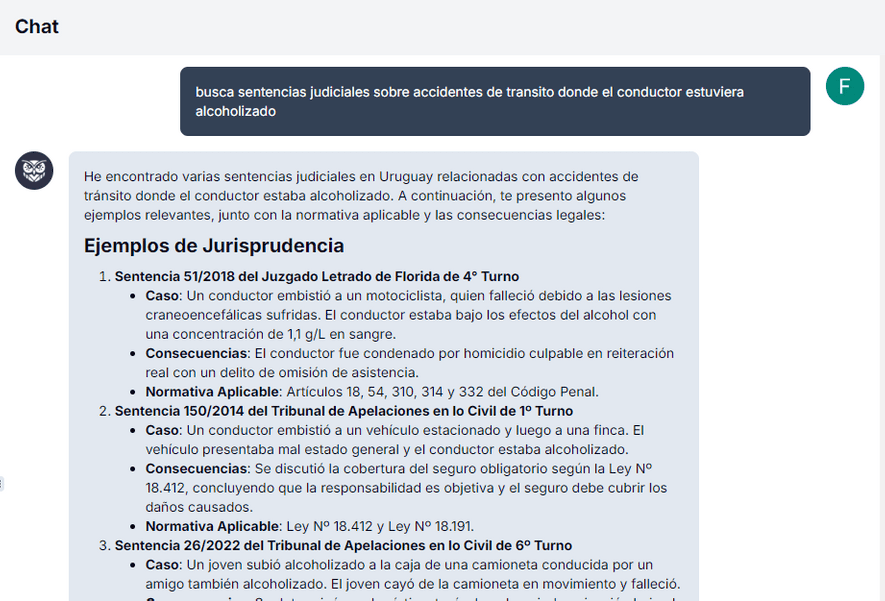 Chat
busca sentencias judiciales sobre accidentes de transito donde el conductor estuviera
alcoholizado
F
He encontrado varias sentencias judiciales en Uruguay relacionadas con accidentes de
tránsito donde el conductor estaba alcoholizado. A continuación, te presento algunos
ejemplos relevantes, junto con la normativa aplicable y las consecuencias legales:
Ejemplos de Jurisprudencia
1. Sentencia 51/2018 del Juzgado Letrado de Florida de 4° Turno
• Caso: Un conductor embistió a un motociclista, quien falleció debido a las lesiones
craneoencefálicas sufridas. El conductor estaba bajo los efectos del alcohol con
una concentración de 1,1 g/L en sangre.
• Consecuencias: El conductor fue condenado por homicidio culpable en reiteración
real con un delito de omisión de asistencia.
• Normativa Aplicable: Artículos 18, 54, 310, 314 y 332 del Código Penal.
2. Sentencia 150/2014 del Tribunal de Apelaciones en lo Civil de 1º Turno
• Caso: Un conductor embistió a un vehículo estacionado y luego a una finca. El
vehículo presentaba mal estado general y el conductor estaba alcoholizado.
• Consecuencias: Se discutió la cobertura del seguro obligatorio según la Ley Nº
18.412, concluyendo que la responsabilidad es objetiva y el seguro debe cubrir los
daños causados.
• Normativa Aplicable: Ley Nº 18.412 y Ley Nº 18.191.
3. Sentencia 26/2022 del Tribunal de Apelaciones en lo Civil de 6º Turno
• Caso: Un joven subió alcoholizado a la caja de una camioneta conducida por un
amigo también alcoholizado. El joven cayó de la camioneta en movimiento y falleció.